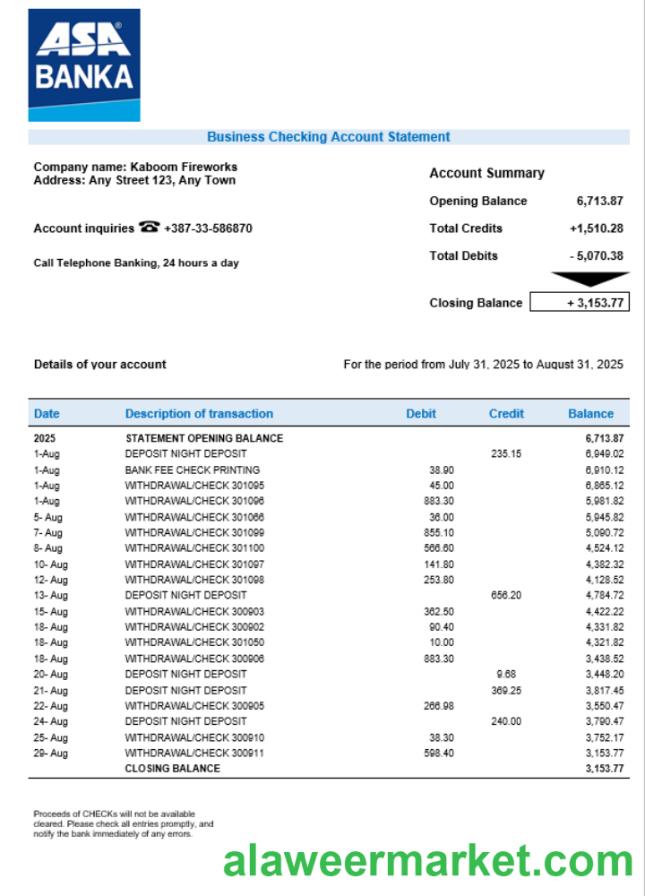 ASA®
BANKA
Business Checking Account Statement
Company name: Kaboom Fireworks
Address: Any Street 123, Any Town
Account inquiries ☎ +387-33-586870
Call Telephone Banking, 24 hours a day
Account Summary
Opening Balance 6,713.87
Total Credits +1,510.28
Total Debits - 5,070.38
Closing Balance + 3,153.77
Details of your account For the period from July 31, 2025 to August 31, 2025
Date Description of transaction Debit Credit Balance
2025 STATEMENT OPENING BALANCE 6,713.87
1-Aug DEPOSIT NIGHT DEPOSIT 235.15 6,949.02
1-Aug BANK FEE CHECK PRINTING 38.90 6,910.12
1-Aug WITHDRAWAL/CHECK 301095 45.00 6,865.12
1-Aug WITHDRAWAL/CHECK 301096 883.30 5,981.82
5- Aug WITHDRAWAL/CHECK 301066 36.00 5,945.82
7- Aug WITHDRAWAL/CHECK 301099 855.10 5,090.72
8- Aug WITHDRAWAL/CHECK 301100 566.60 4,524.12
10- Aug WITHDRAWAL/CHECK 301097 141.80 4,382.32
12- Aug WITHDRAWAL/CHECK 301098 253.80 4,128.52
13- Aug DEPOSIT NIGHT DEPOSIT 656.20 4,784.72
15- Aug WITHDRAWAL/CHECK 300903 362.50 4,422.22
18- Aug WITHDRAWAL/CHECK 300902 90.40 4,331.82
18- Aug WITHDRAWAL/CHECK 301050 10.00 4,321.82
18- Aug WITHDRAWAL/CHECK 300906 883.30 3,438.52
20- Aug DEPOSIT NIGHT DEPOSIT 9.68 3,448.20
21- Aug DEPOSIT NIGHT DEPOSIT 369.25 3,817.45
22- Aug WITHDRAWAL/CHECK 300905 266.98 3,550.47
24- Aug DEPOSIT NIGHT DEPOSIT 240.00 3,790.47
25- Aug WITHDRAWAL/CHECK 300910 38.30 3,752.17
29- Aug WITHDRAWAL/CHECK 300911 598.40 3,153.77
CLOSING BALANCE 3,153.77
Proceeds of CHECKs will not be available
cleared. Please check all entries promptly, and
notify the bank immediately of any errors.
alaweermarket.com